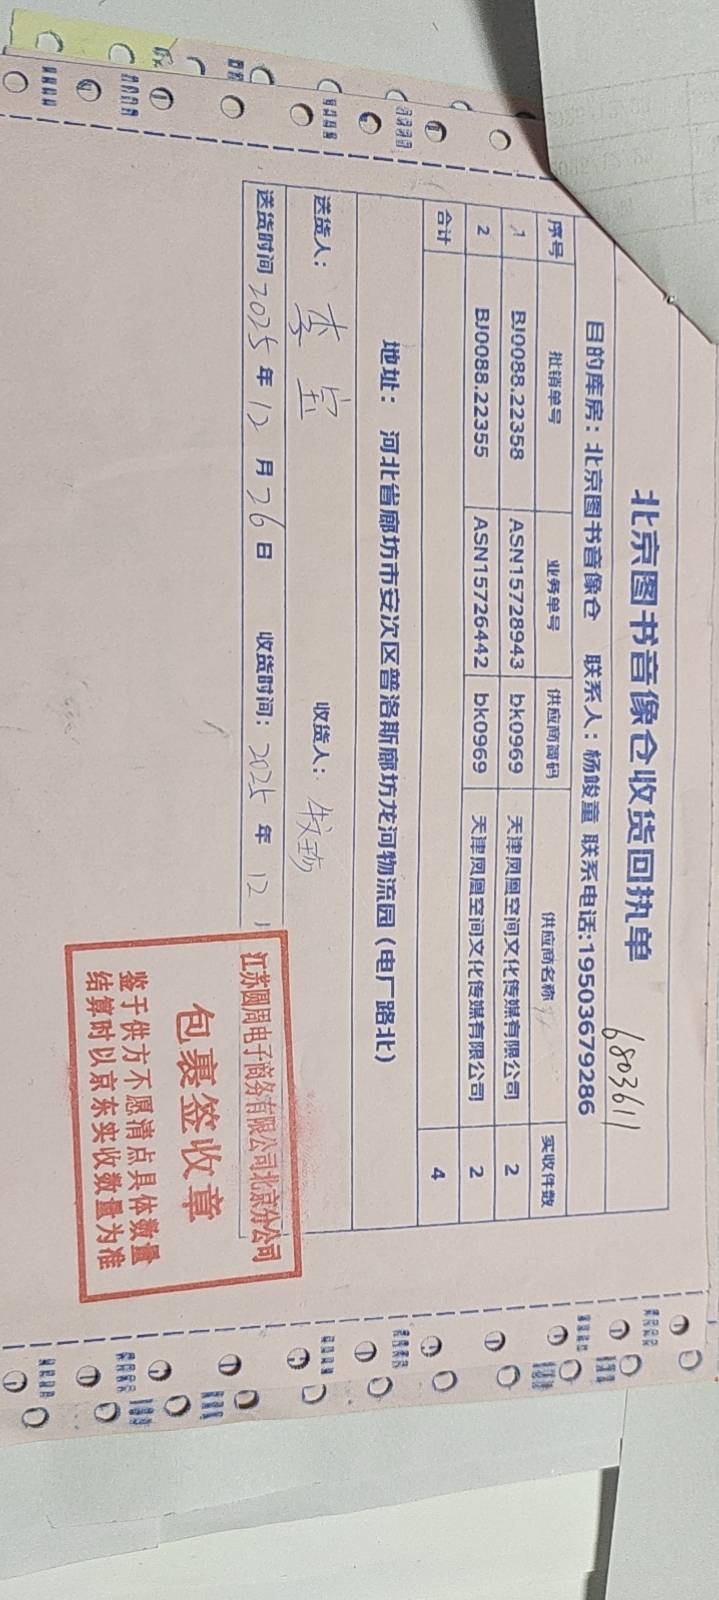 北京图书音像仓收货回执单
6803611
目的库房：北京图书音像仓 联系人：杨峻童 联系电话:19503679286
序号 批销单号 业务单号 供应商简码 供应商名称 实收件数
1 BJ0088.22358 ASN15728943 bk0969 天津凤凰空间文化传媒有限公司 2
2 BJ0088.22355 ASN15726442 bk0969 天津凤凰空间文化传媒有限公司 2
合计 4
地址： 河北省廊坊市安次区普洛斯廊坊龙河物流园（电厂路北）
送货人： 李宝 收货人：
送货时间 2025 年 12 月 26 日 收货时间： 2025 年 12
江苏圆周电子商务有限公司北京分公司
包裹签收章
鉴于供方不愿清点具体数量
结算时以京东实收数量为准